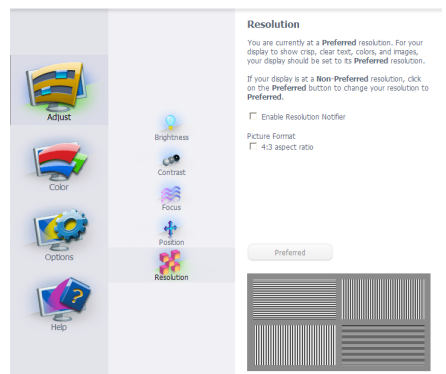 Adjust
Color
Options
Help
Brightness
Contrast
Focus
Position
Resolution
Resolution
You are currently at a Preferred resolution. For your
display to show crisp, clear text, colors, and images,
your display should be set to its Preferred resolution.
If your display is at a Non-Preferred resolution, click
on the Preferred button to change your resolution to
Preferred.
Enable Resolution Notifier
Picture Format
4:3 aspect ratio
Preferred